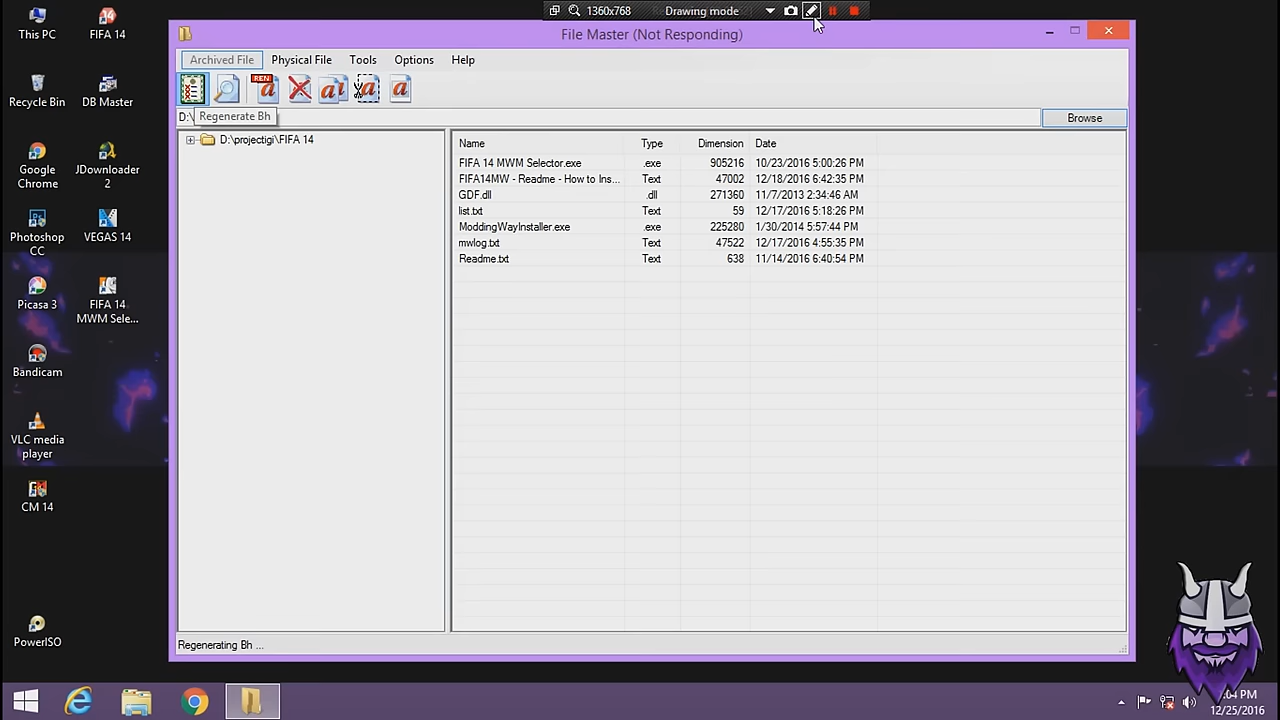 1360x768 Drawing mode
File Master (Not Responding)
Archived File Physical File Tools Options Help
REN
Regenerate Bh
D:\ Browse
D:\projectigi\FIFA 14
Name Type Dimension Date
FIFA 14 MWM Selector.exe .exe 905216 10/23/2016 5:00:26 PM
FIFA14MW - Readme - How to Ins... Text 47002 12/18/2016 6:42:35 PM
GDF.dll .dll 271360 11/7/2013 2:34:46 AM
list.txt Text 59 12/17/2016 5:18:26 PM
ModdingWayInstaller.exe .exe 225280 1/30/2014 5:57:44 PM
mwlog.txt Text 47522 12/17/2016 4:55:35 PM
Readme.txt Text 638 11/14/2016 6:40:54 PM
Regenerating Bh ...
This PC
FIFA 14
Recycle Bin
DB Master
Google
Chrome
JDownloader
2
Photoshop
CC
VEGAS 14
Picasa 3
FIFA 14
MWM Sele...
Bandicam
VLC media
player
CM 14
PowerISO
:04 PM
12/25/2016